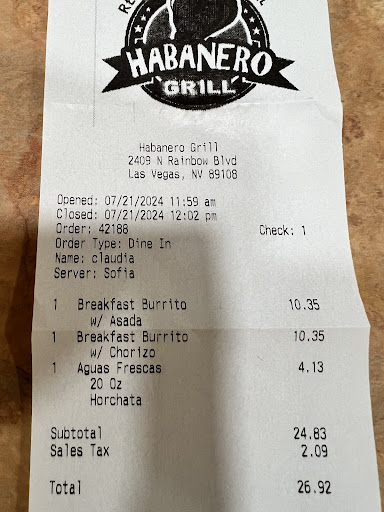 HABANERO
GRILL
Habanero Grill
2409 N Rainbow Blvd
Las Vegas, NV 89108
Opened: 07/21/2024 11:59 am
Closed: 07/21/2024 12:02 pm
Order: 42188 Check: 1
Order Type: Dine In
Name: claudia
Server: Sofia
1 Breakfast Burrito 10.35
w/ Asada
1 Breakfast Burrito 10.35
w/ Chorizo
1 Aguas Frescas 4.13
20 Oz
Horchata
Subtotal 24.83
Sales Tax 2.09
Total 26.92